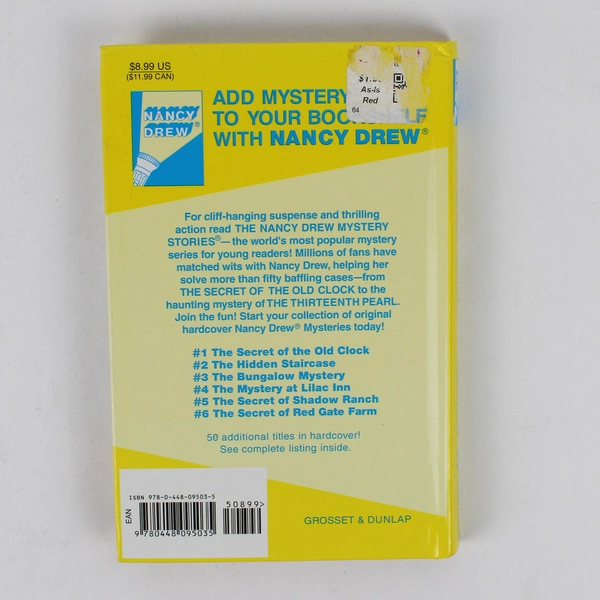 $8.99 US
($11.99 CAN)
NANCY
DREW®
As-Is
Red
64
ADD MYSTERY
TO YOUR BOOKSHELF
WITH NANCY DREW®
For cliff-hanging suspense and thrilling
action read THE NANCY DREW MYSTERY
STORIES®—the world's most popular mystery
series for young readers! Millions of fans have
matched wits with Nancy Drew, helping her
solve more than fifty baffling cases—from
THE SECRET OF THE OLD CLOCK to the
haunting mystery of THE THIRTEENTH PEARL.
Join the fun! Start your collection of original
hardcover Nancy Drew® Mysteries today!
#1 The Secret of the Old Clock
#2 The Hidden Staircase
#3 The Bungalow Mystery
#4 The Mystery at Lilac Inn
#5 The Secret of Shadow Ranch
#6 The Secret of Red Gate Farm
50 additional titles in hardcover!
See complete listing inside.
ISBN 978-0-448-09503-5
50899>
EAN
9 780448 095035
GROSSET & DUNLAP